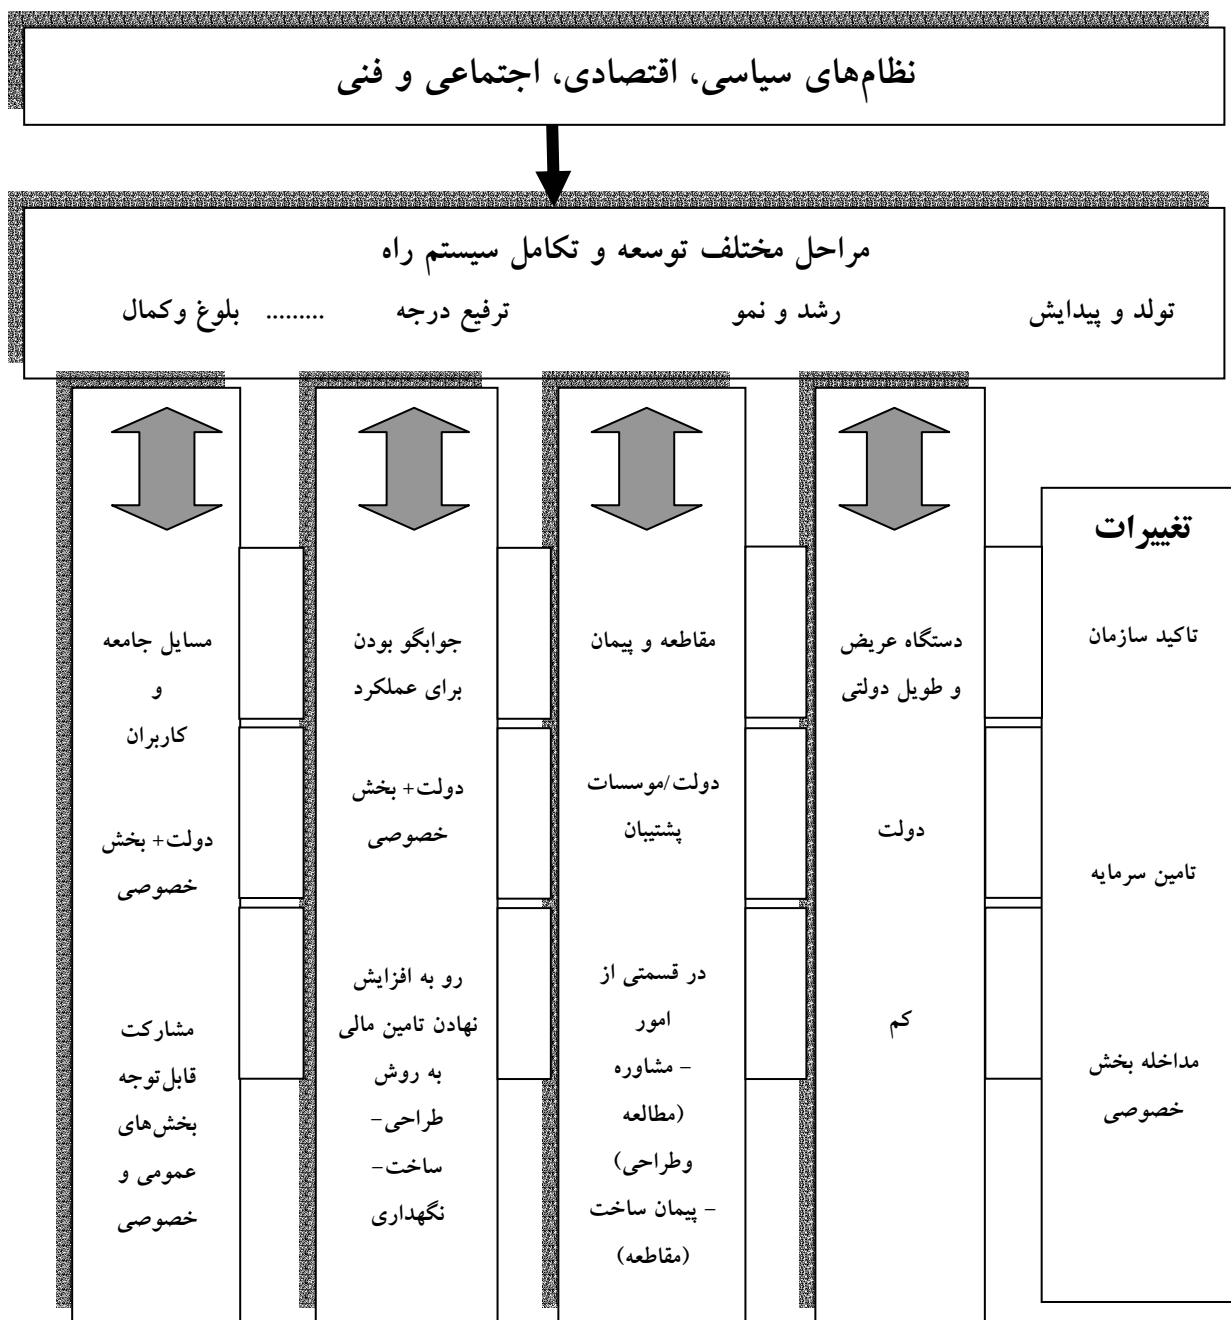 نظام‌های سیاسی، اقتصادی، اجتماعی و فنی
مراحل مختلف توسعه و تکامل سیستم راه
تولد و پیدایش رشد و نمو ترفیع درجه ......... بلوغ وکمال
تغییرات
تاکید سازمان
تامین سرمایه
مداخله بخش
خصوصی
دستگاه عریض
و طویل دولتی
دولت
کم
مقاطعه و پیمان
دولت/موسسات
پشتیبان
در قسمتی از
امور
- مشاوره
(مطالعه
وطراحی)
- پیمان ساخت
(مقاطعه)
جوابگو بودن
برای عملکرد
دولت+ بخش
خصوصی
رو به افزایش
نهادن تامین مالی
به روش
طراحی-
ساخت-
نگهداری
مسایل جامعه
و
کاربران
دولت+ بخش
خصوصی
مشارکت
قابل‌توجه
بخش‌های
عمومی و
خصوصی